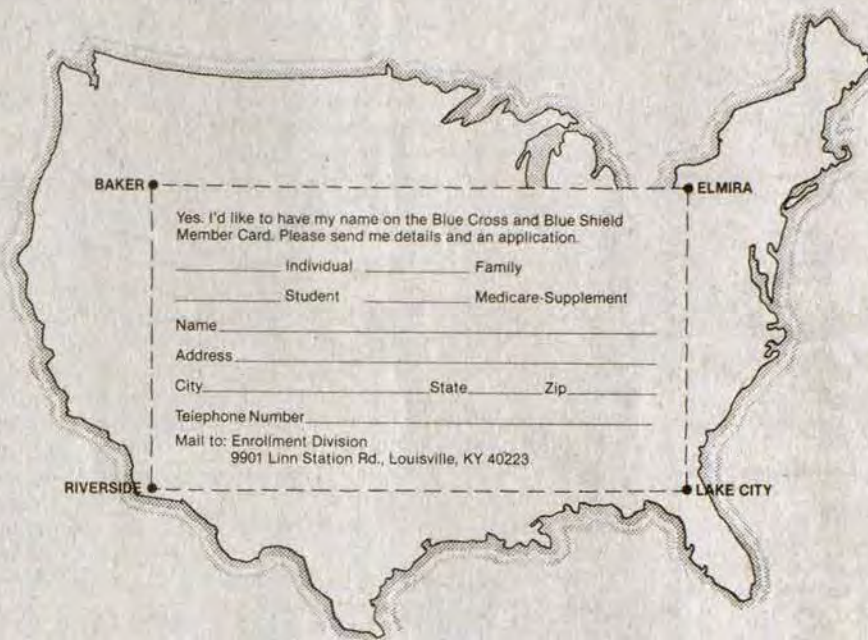 BAKER ELMIRA
Yes. I'd like to have my name on the Blue Cross and Blue Shield
Member Card. Please send me details and an application.
Individual Family
Student Medicare-Supplement
Name
Address
City State Zip
Telephone Number
Mail to: Enrollment Division
9901 Linn Station Rd., Louisville, KY 40223
RIVERSIDE LAKE CITY